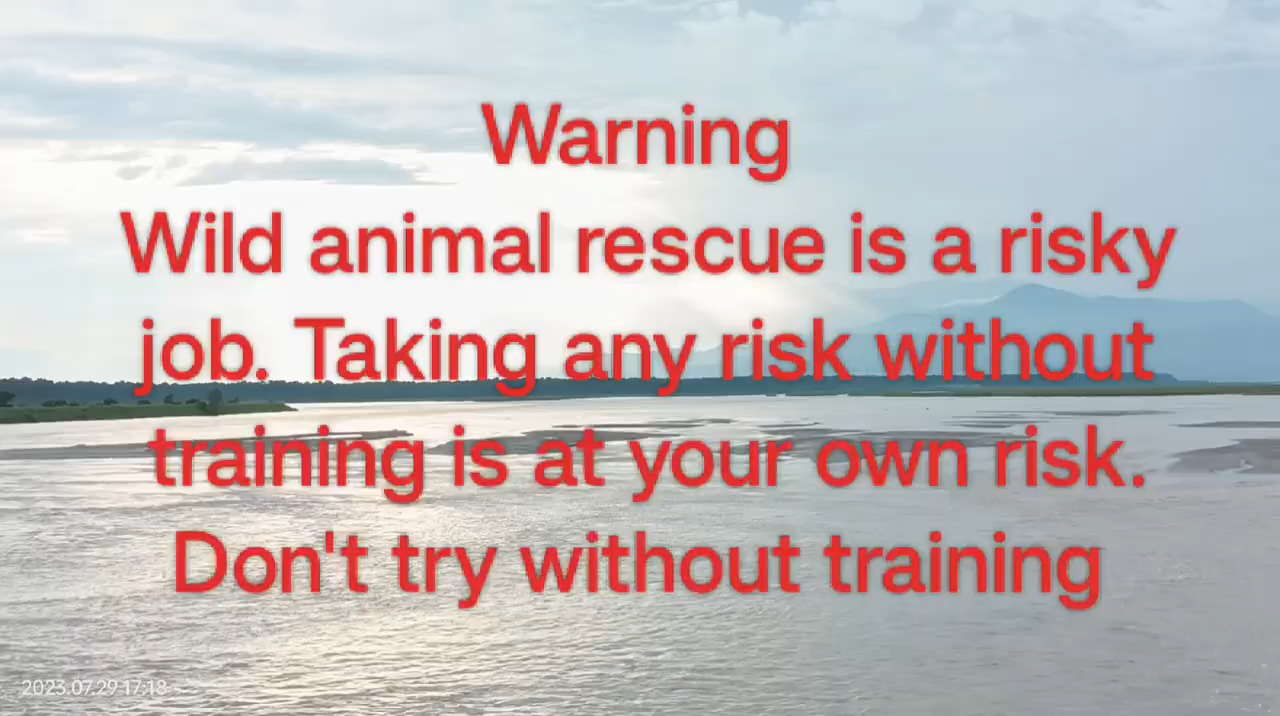 Warning
Wild animal rescue is a risky
job. Taking any risk without
training is at your own risk.
Don't try without training
2023.07.29 17:18